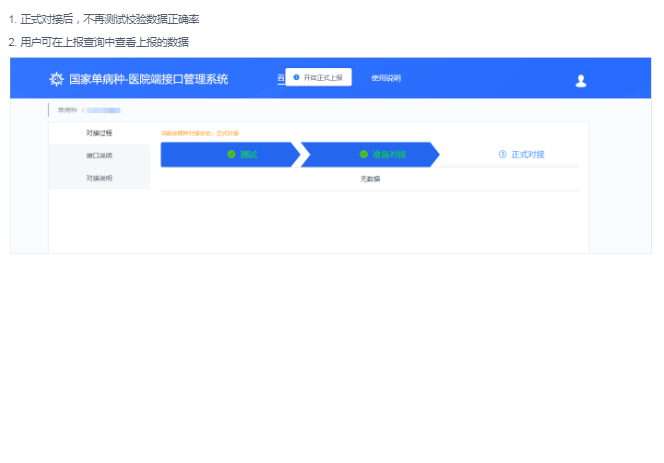 1. 正式对接后，不再测试校验数据正确率
2. 用户可在上报查询中查看上报的数据
国家单病种-医院端接口管理系统
首
开启正式上报
使用说明
单病种 /
对接过程
当前该病种对接状态：正式对接
接口说明
对接说明
测试
准备对接
③ 正式对接
无数据